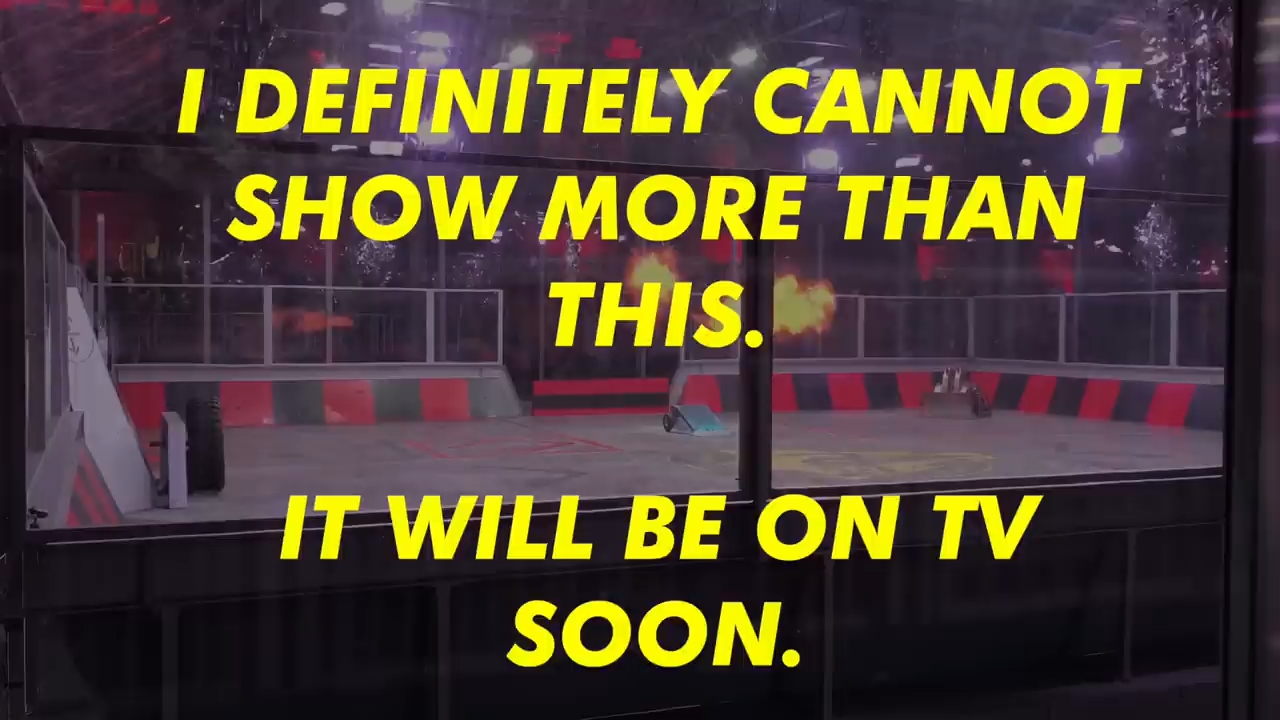 I DEFINITELY CANNOT
SHOW MORE THAN
THIS.
IT WILL BE ON TV
SOON.